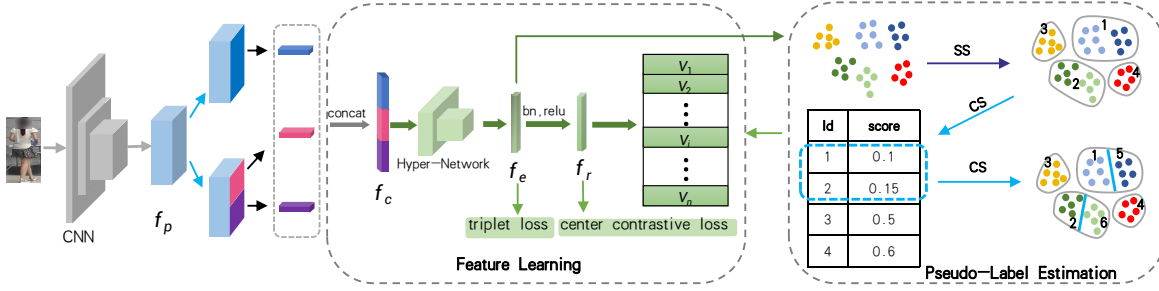 CNN
f_p
concat
f_c
Hyper-Network
f_e
bn,relu
f_r
V_1
V_2
V_i
V_n
triplet loss
center contrastive loss
Feature Learning
SS
3
1
2
4
CS
Id score
1 0.1
2 0.15
3 0.5
4 0.6
CS
3
1
5
2
6
4
Pseudo-Label Estimation